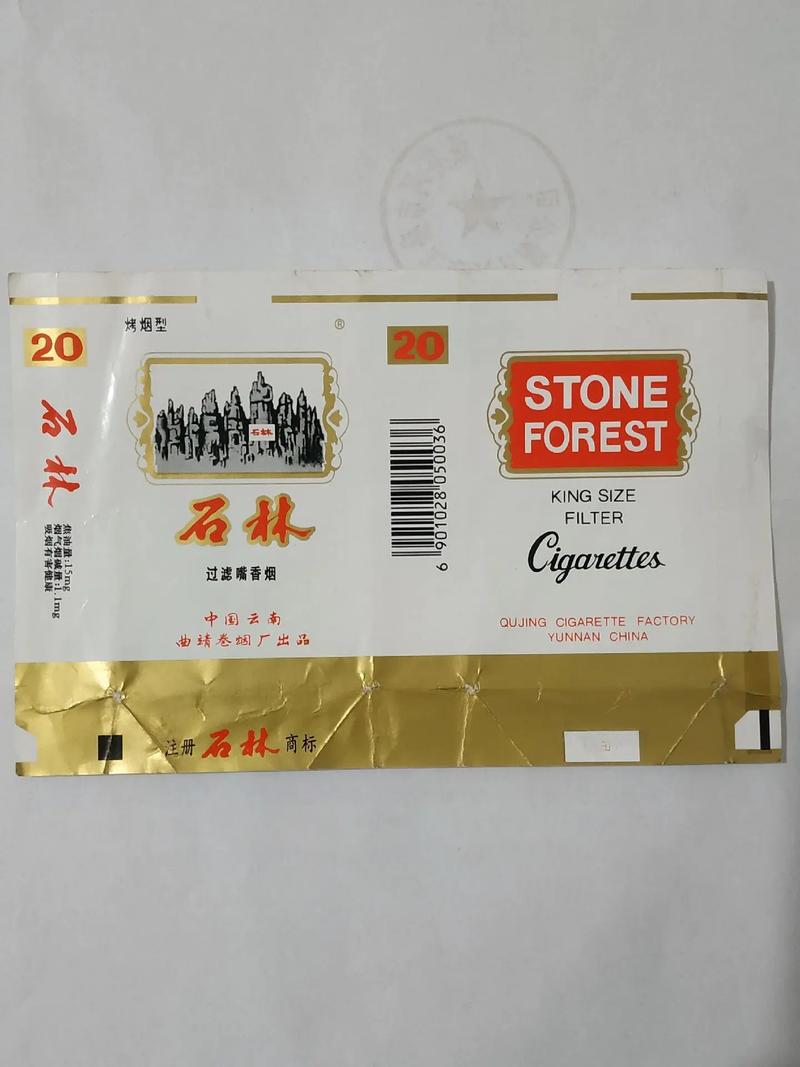 20
石林
焦油量:15mg
烟气烟碱量:1.1mg
吸烟有害健康
烤烟型
®
石林
石林
过滤嘴香烟
中国云南
曲靖卷烟厂出品
注册 石林 商标
20
6 901028 050036
STONE
FOREST
KING SIZE
FILTER
Cigarettes
QUJING CIGARETTE FACTORY
YUNNAN CHINA